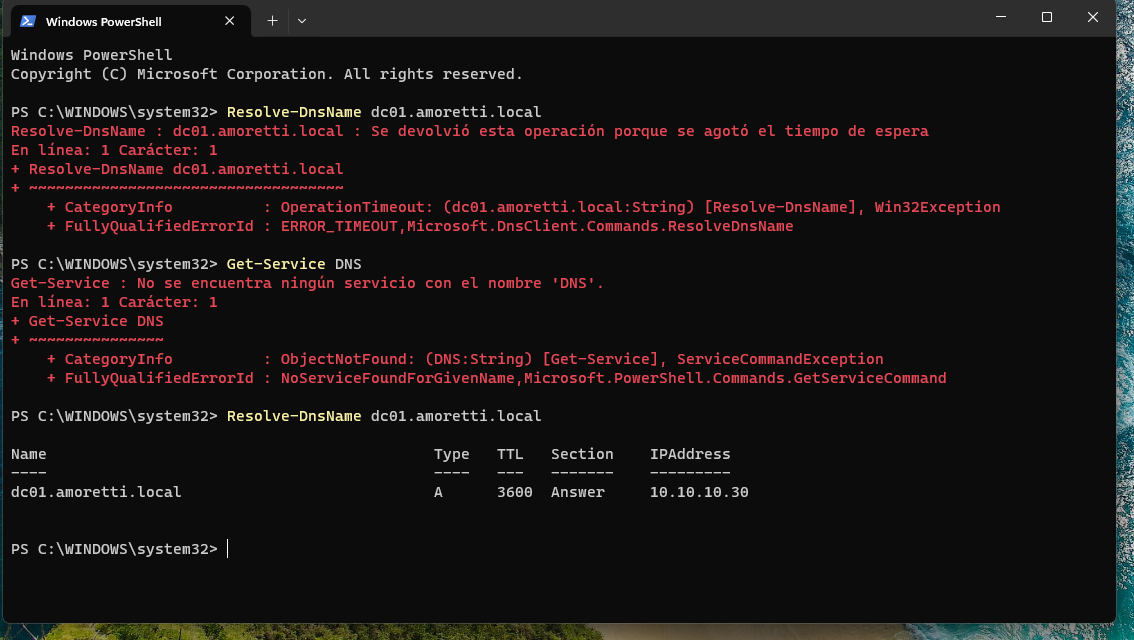 Windows PowerShell
Windows PowerShell
Copyright (C) Microsoft Corporation. All rights reserved.
PS C:\WINDOWS\system32> Resolve-DnsName dc01.amoretti.local
Resolve-DnsName : dc01.amoretti.local : Se devolvió esta operación porque se agotó el tiempo de espera
En línea: 1 Carácter: 1
+ Resolve-DnsName dc01.amoretti.local
+ ~~~~~~~~~~~~~~~~~~~~~~~~~~~~~~~~~~~
    + CategoryInfo          : OperationTimeout: (dc01.amoretti.local:String) [Resolve-DnsName], Win32Exception
    + FullyQualifiedErrorId : ERROR_TIMEOUT,Microsoft.DnsClient.Commands.ResolveDnsName
PS C:\WINDOWS\system32> Get-Service DNS
Get-Service : No se encuentra ningún servicio con el nombre 'DNS'.
En línea: 1 Carácter: 1
+ Get-Service DNS
+ ~~~~~~~~~~~~~~~
    + CategoryInfo          : ObjectNotFound: (DNS:String) [Get-Service], ServiceCommandException
    + FullyQualifiedErrorId : NoServiceFoundForGivenName,Microsoft.PowerShell.Commands.GetServiceCommand
PS C:\WINDOWS\system32> Resolve-DnsName dc01.amoretti.local
Name                                           Type   TTL   Section    IPAddress
----                                           ----   ---   -------    ---------
dc01.amoretti.local                            A      3600  Answer     10.10.10.30
PS C:\WINDOWS\system32>